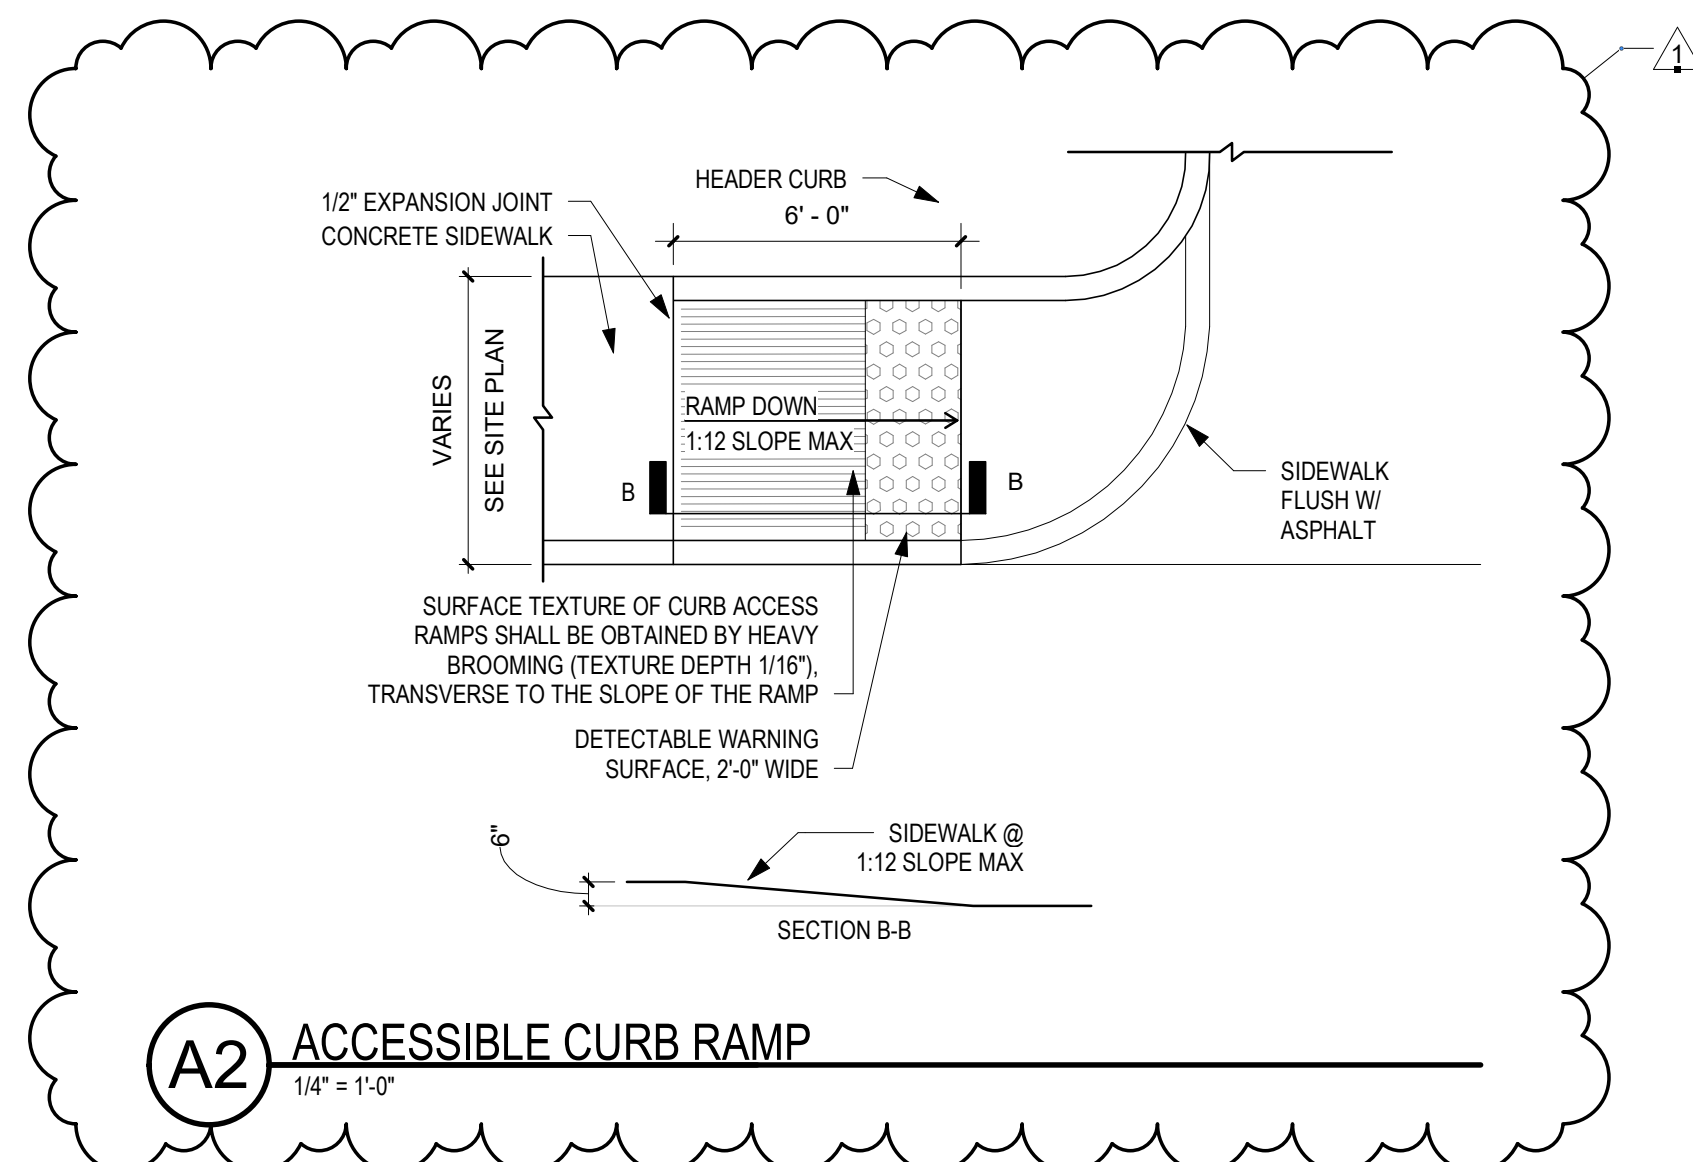 1
HEADER CURB
6' - 0"
1/2" EXPANSION JOINT
CONCRETE SIDEWALK
VARIES
SEE SITE PLAN
RAMP DOWN
1:12 SLOPE MAX
B
B
SIDEWALK
FLUSH W/
ASPHALT
SURFACE TEXTURE OF CURB ACCESS
RAMPS SHALL BE OBTAINED BY HEAVY
BROOMING (TEXTURE DEPTH 1/16"),
TRANSVERSE TO THE SLOPE OF THE RAMP
DETECTABLE WARNING
SURFACE, 2'-0" WIDE
6"
SIDEWALK @
1:12 SLOPE MAX
SECTION B-B
A2
ACCESSIBLE CURB RAMP
1/4" = 1'-0"